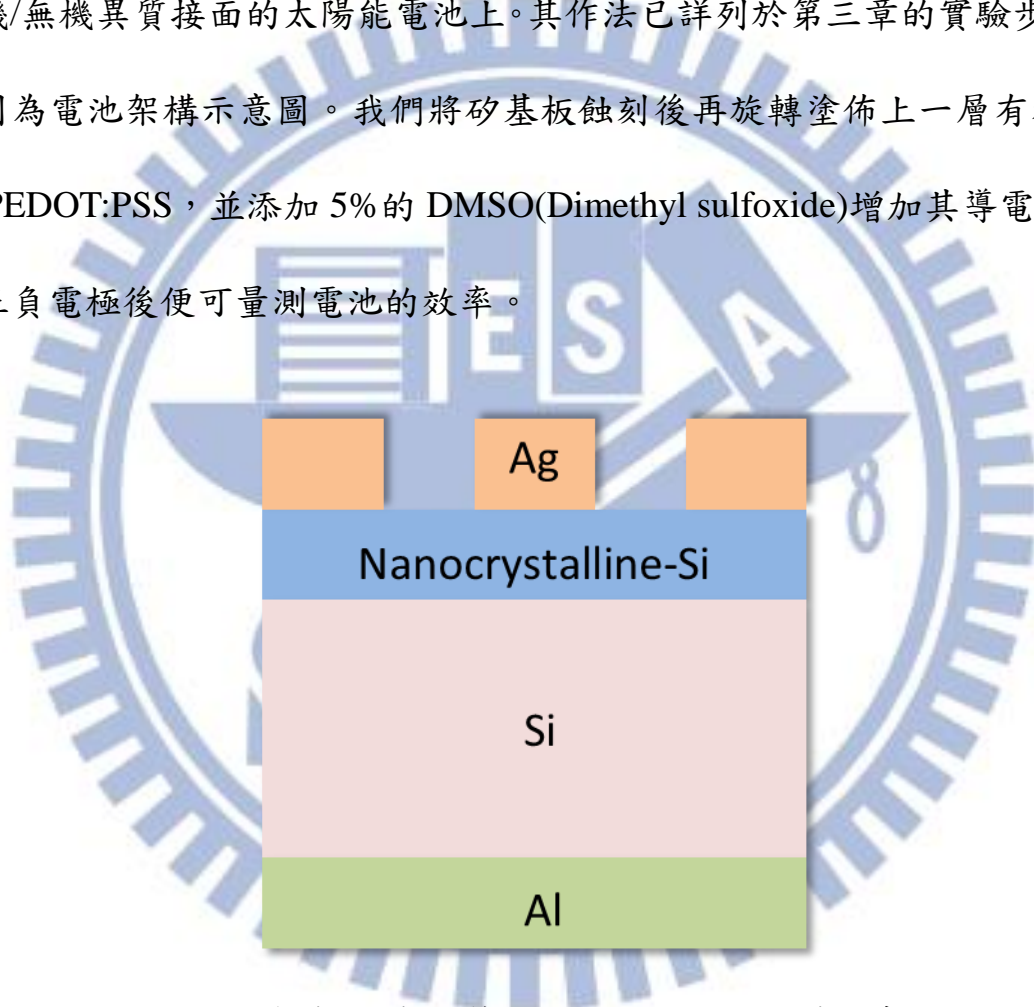 /無機異質接面的太陽能電池上。其作法已詳列於第三章的實驗
為電池架構示意圖。我們將矽基板蝕刻後再旋轉塗佈上一層有
PEDOT:PSS,並添加 5%的 DMSO(Dimethyl sulfoxide)增加其導電
負電極後便可量測電池的效率。
ESA
Ag
Nanocrystalline-Si
Si
Al